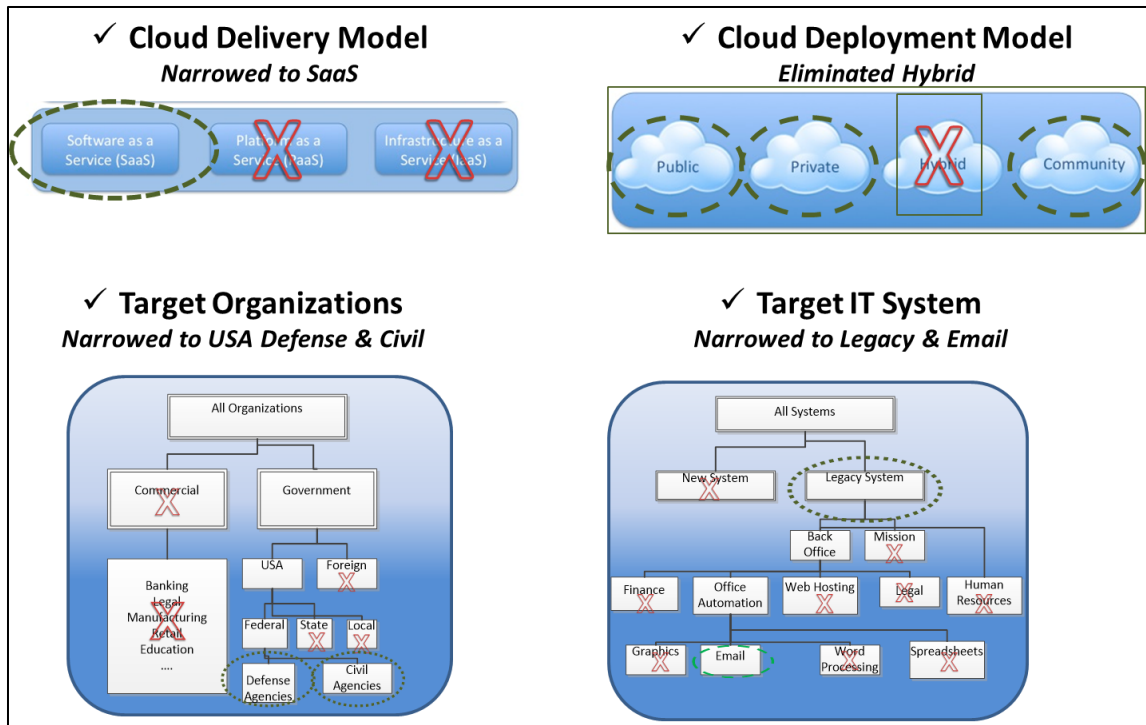 ✓ Cloud Delivery Model
Narrowed to SaaS
Software as a
Service (SaaS)
Platform as a
Service (PaaS)
Infrastructure as a
Service (IaaS)
✓ Cloud Deployment Model
Eliminated Hybrid
Public
Private
Hybrid
Community
✓ Target Organizations
Narrowed to USA Defense & Civil
All Organizations
Commercial
Government
Banking
Legal
Manufacturing
Retail
Education
....
USA
Foreign
Federal
State
Local
Defense
Agencies
Civil
Agencies
✓ Target IT System
Narrowed to Legacy & Email
All Systems
New System
Legacy System
Back
Office
Mission
Finance
Office
Automation
Web Hosting
Legal
Human
Resources
Graphics
Email
Word
Processing
Spreadsheets